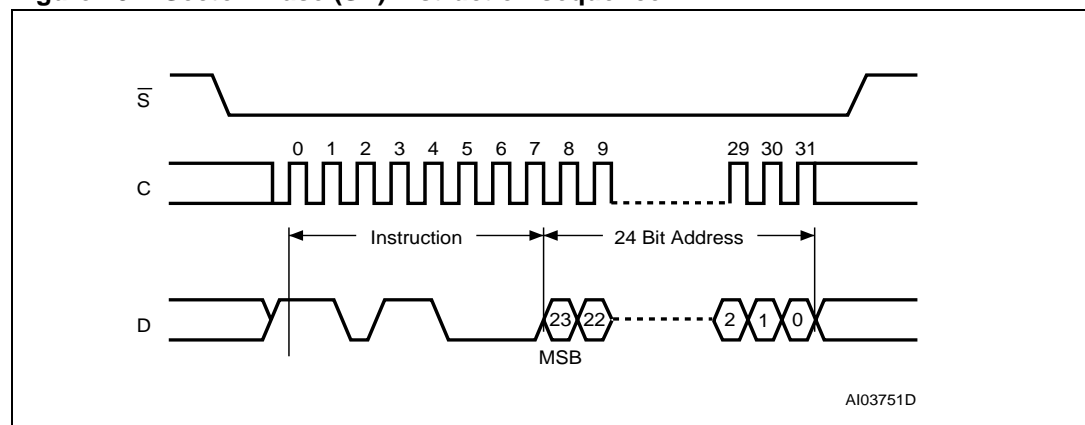 S
0 1 2 3 4 5 6 7 8 9 29 30 31
C
Instruction 24 Bit Address
D 23 22 2 1 0
MSB
AI03751D